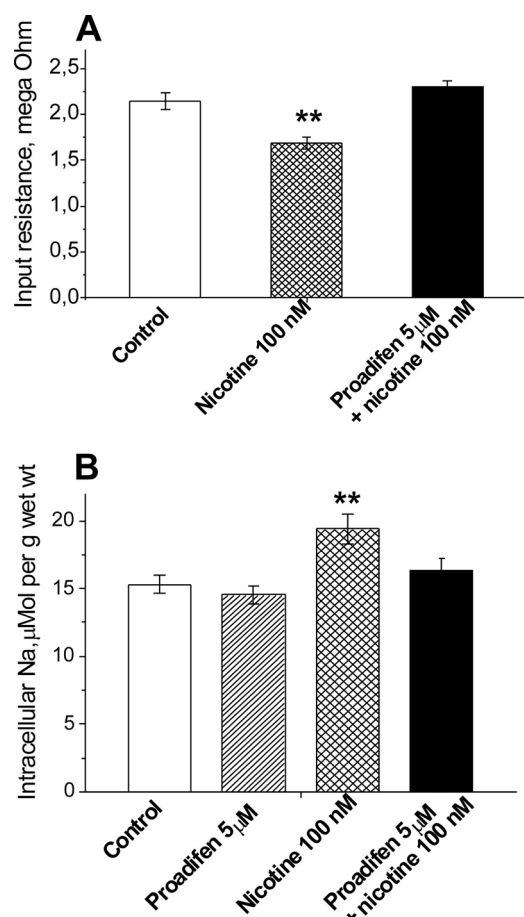 A
Input resistance, mega Ohm
2,5
2,0
1,5
1,0
0,5
0,0
**
Control
Nicotine 100 nM
Proadifen 5μM
+ nicotine 100 nM
B
Intracellular Na,μMol per g wet wt
20
15
10
5
0
**
Control
Proadifen 5μM
Nicotine 100 nM
Proadifen 5μM
+nicotine 100 nM